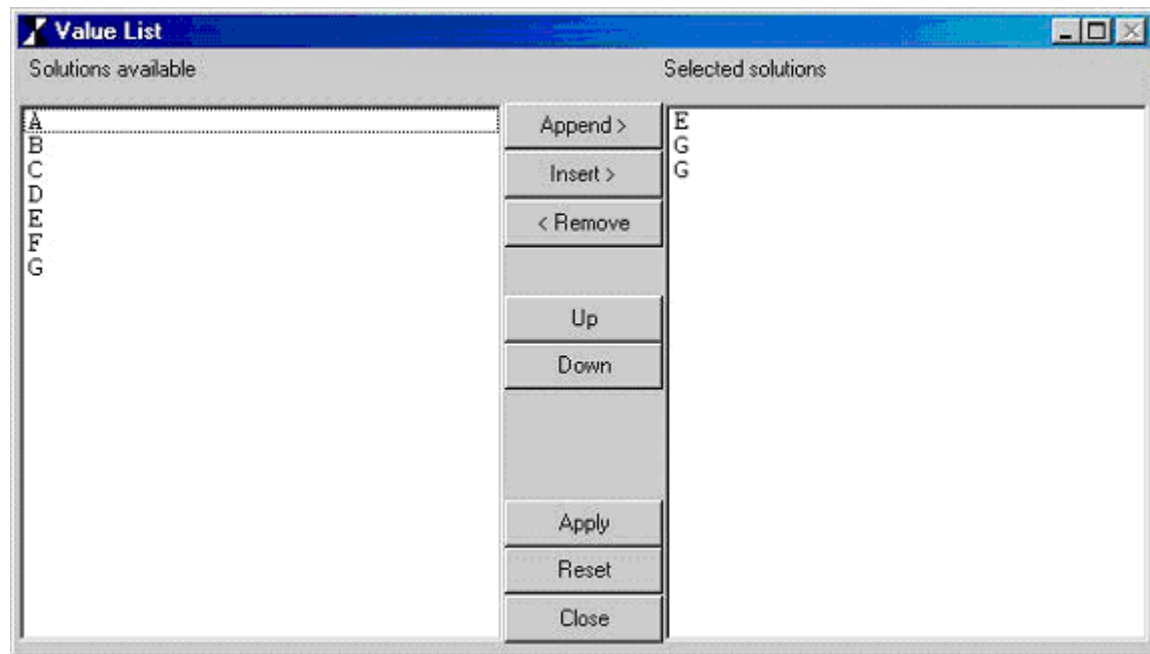 Value List
Solutions available
Selected solutions
A
B
C
D
E
F
G
Append >
Insert >
< Remove
Up
Down
Apply
Reset
Close
E
G
G